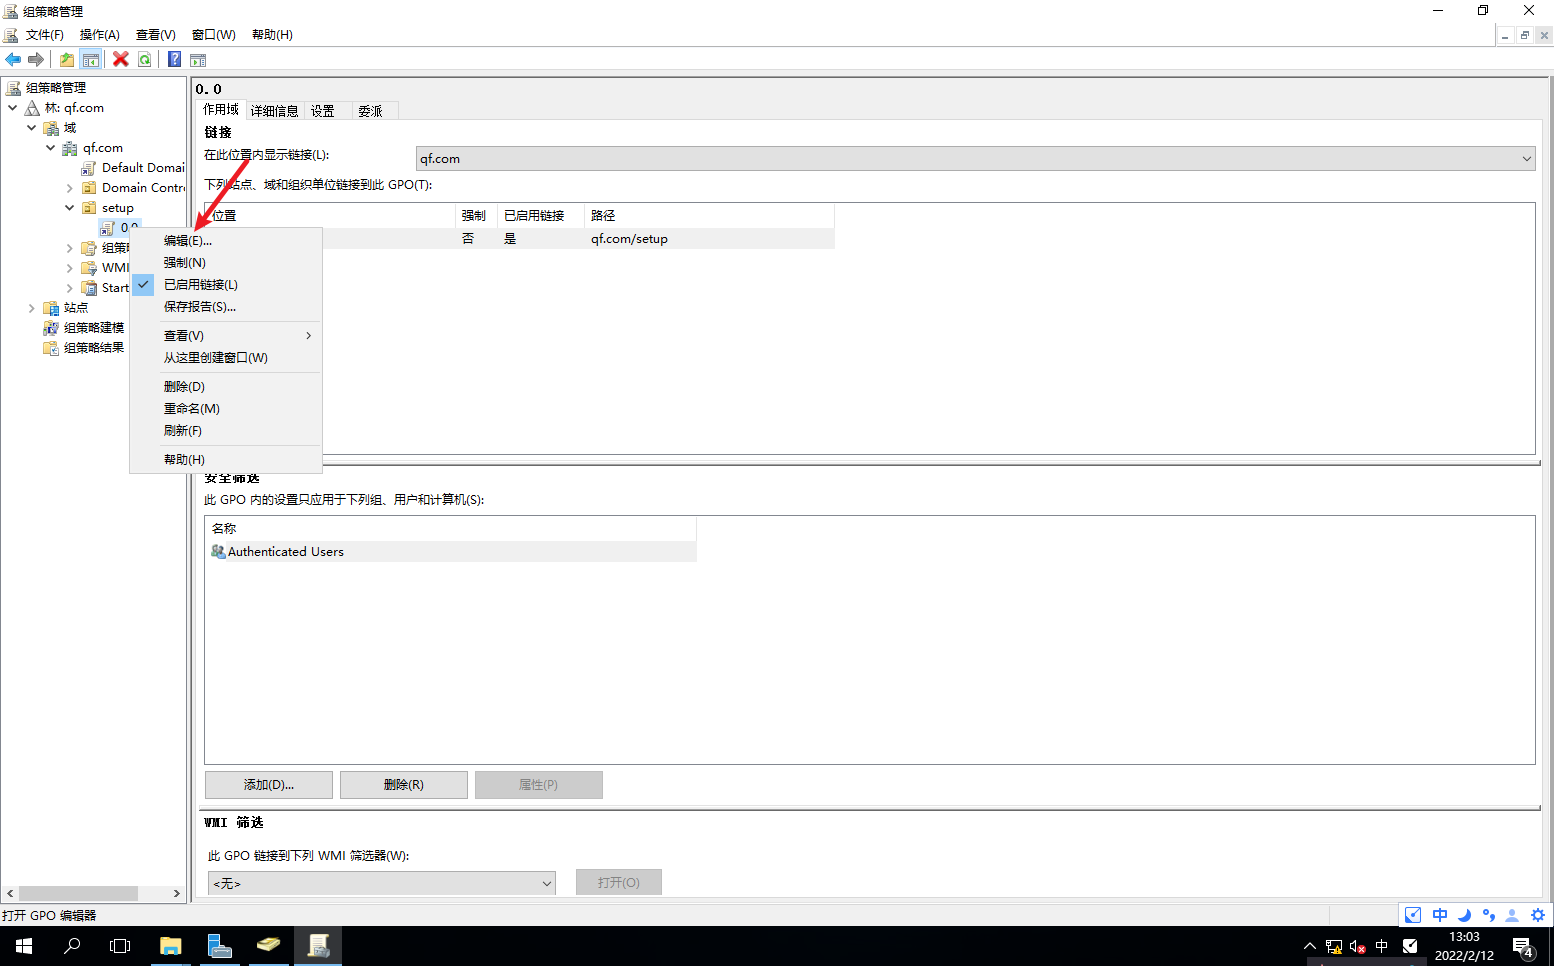 组策略管理
文件(F) 操作(A) 查看(V) 窗口(W) 帮助(H)
组策略管理
林: qf.com
域
qf.com
Default Domai
Domain Contro
setup
0.0
组策略
WMI
Start
站点
组策略建模
组策略结果
编辑(E)...
强制(N)
已启用链接(L)
保存报告(S)...
查看(V)
从这里创建窗口(W)
删除(D)
重命名(M)
刷新(F)
帮助(H)
0.0
作用域 详细信息 设置 委派
链接
在此位置内显示链接(L): qf.com
下列站点、域和组织单位链接到此 GPO(T):
位置 强制 已启用链接 路径
否 是 qf.com/setup
安全筛选
此 GPO 内的设置只应用于下列组、用户和计算机(S):
名称
Authenticated Users
添加(D)... 删除(R) 属性(P)
WMI 筛选
此 GPO 链接到下列 WMI 筛选器(W):
<无> 打开(O)
打开 GPO 编辑器
中
中
13:03
2022/2/12
4